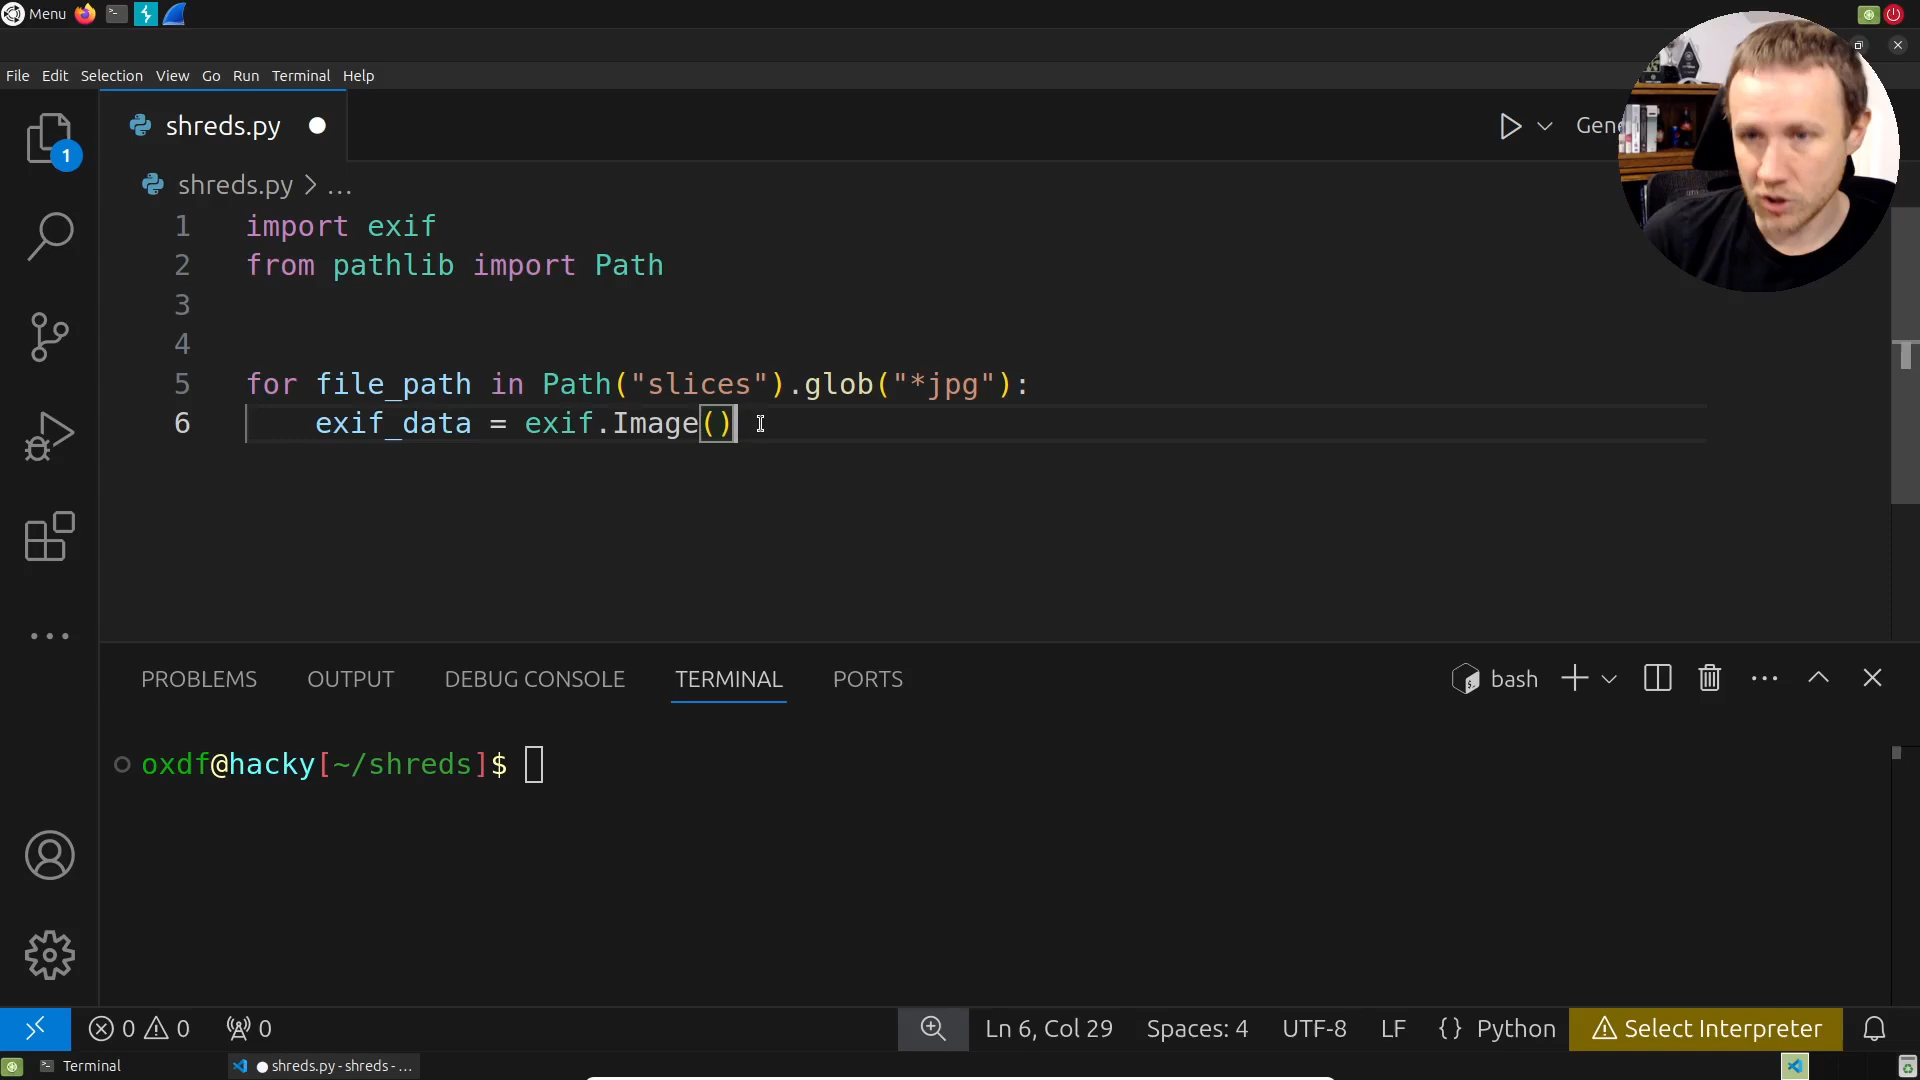 Menu
File Edit Selection View Go Run Terminal Help
shreds.py
Gene
shreds.py > ...
1 import exif
2 from pathlib import Path
3
4
5 for file_path in Path("slices").glob("*jpg"):
6 exif_data = exif.Image()
1
PROBLEMS OUTPUT DEBUG CONSOLE TERMINAL PORTS
bash
oxdf@hacky[~/shreds]$
0 0 0
Ln 6, Col 29 Spaces: 4 UTF-8 LF {} Python Select Interpreter
Terminal
● shreds.py - shreds - ...